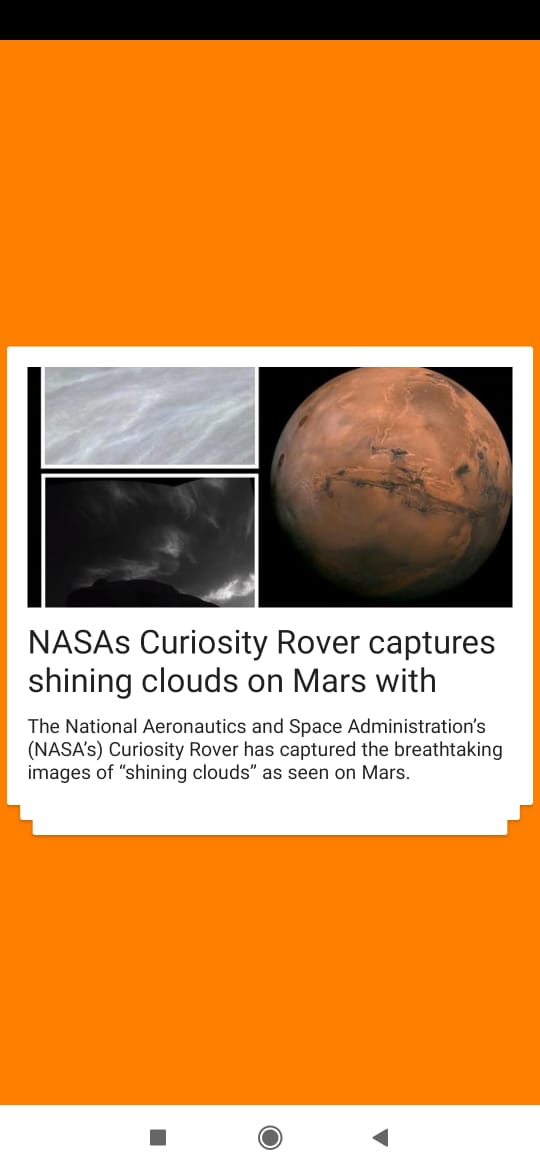 NASAs Curiosity Rover captures
shining clouds on Mars with
The National Aeronautics and Space Administration’s
(NASA’s) Curiosity Rover has captured the breathtaking
images of “shining clouds” as seen on Mars.